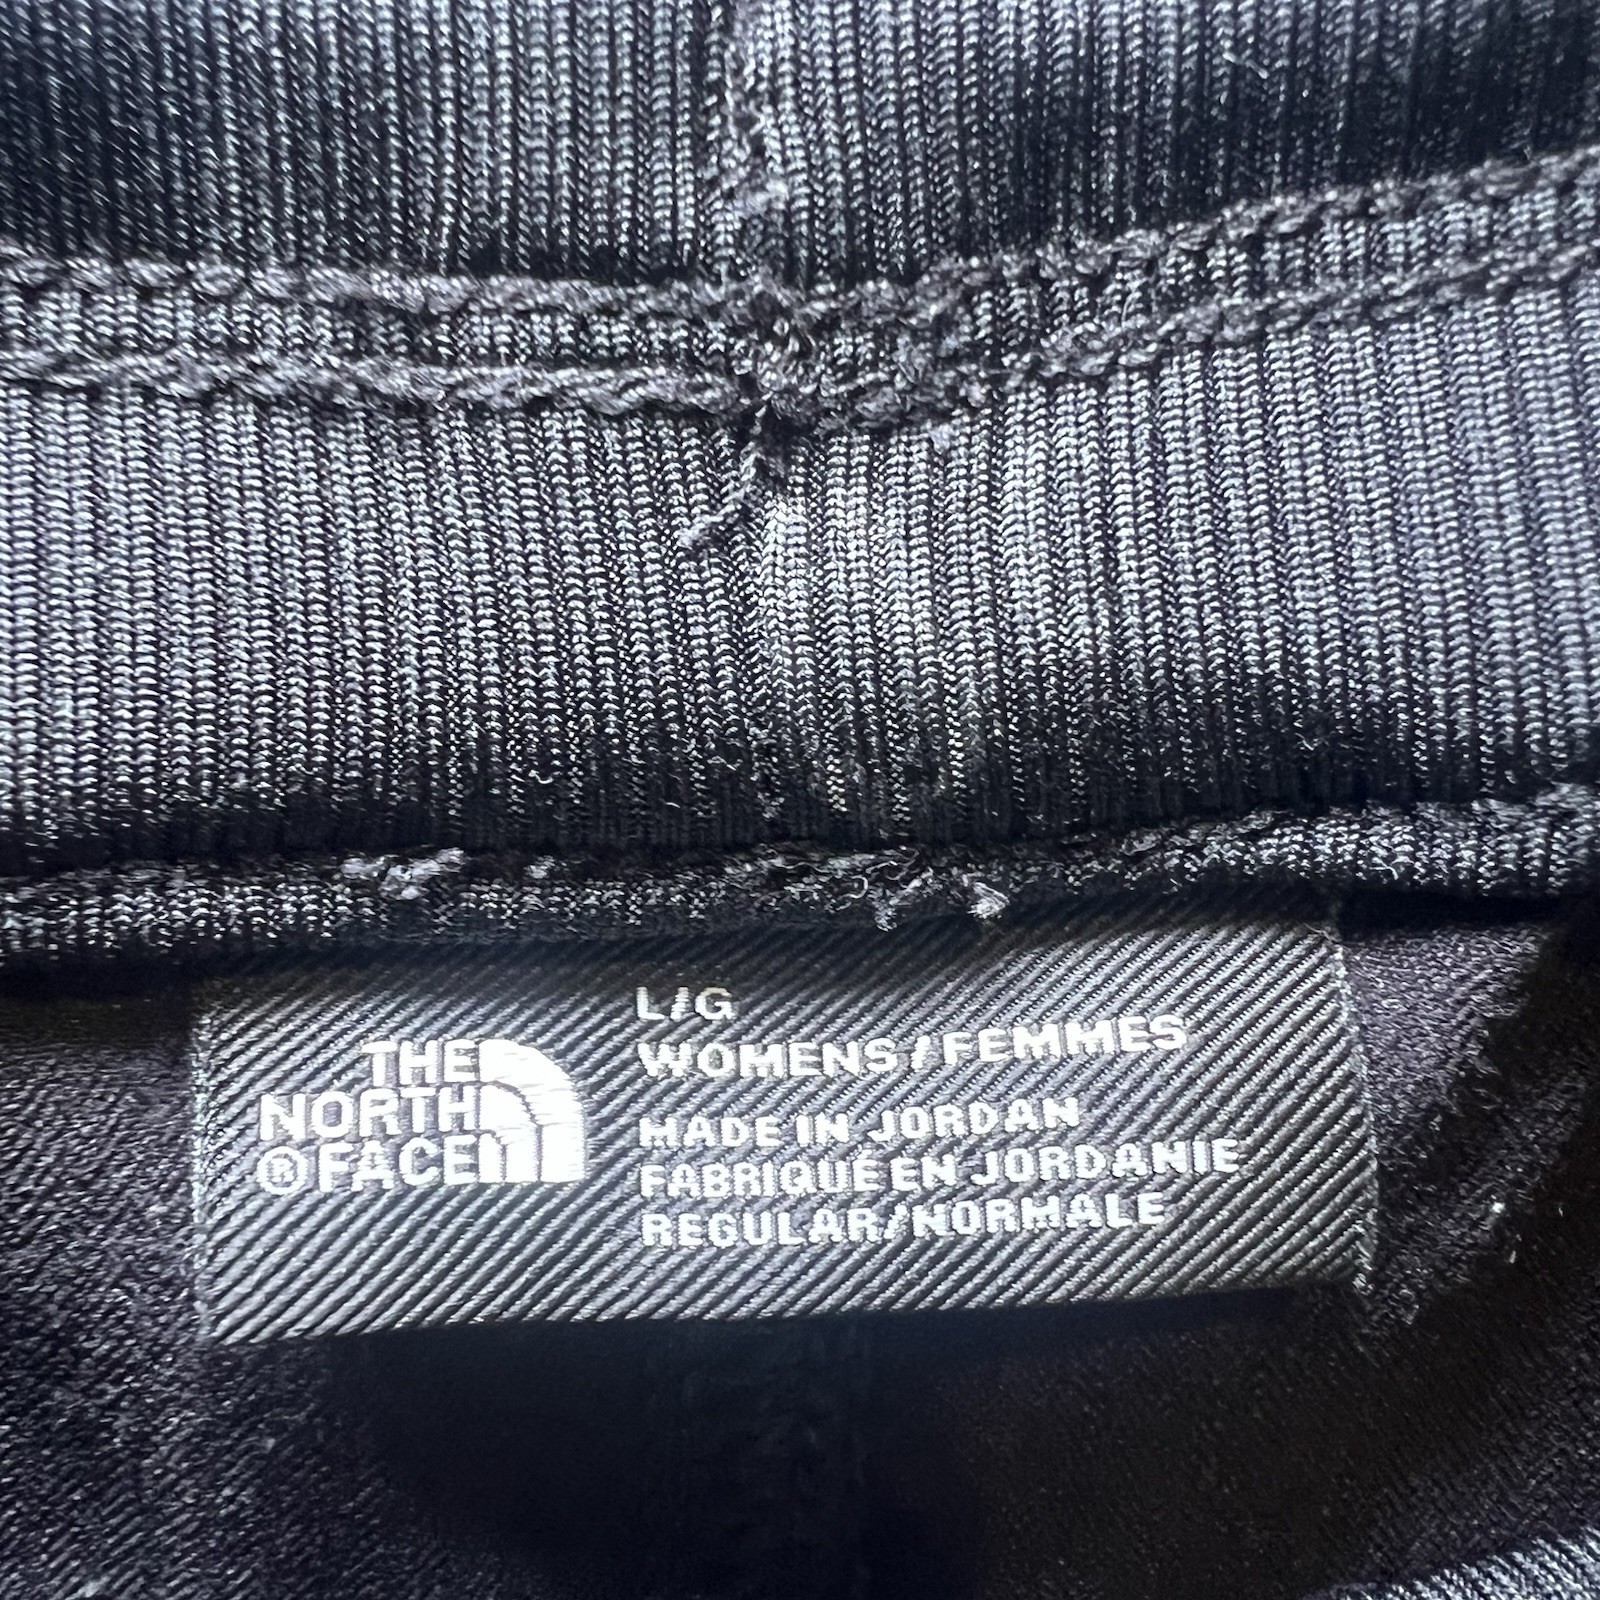 THE
NORTH
®FACE
L/G
WOMENS/FEMMES
MADE IN JORDAN
FABRIQUÉ EN JORDANIE
REGULAR/NORMALE